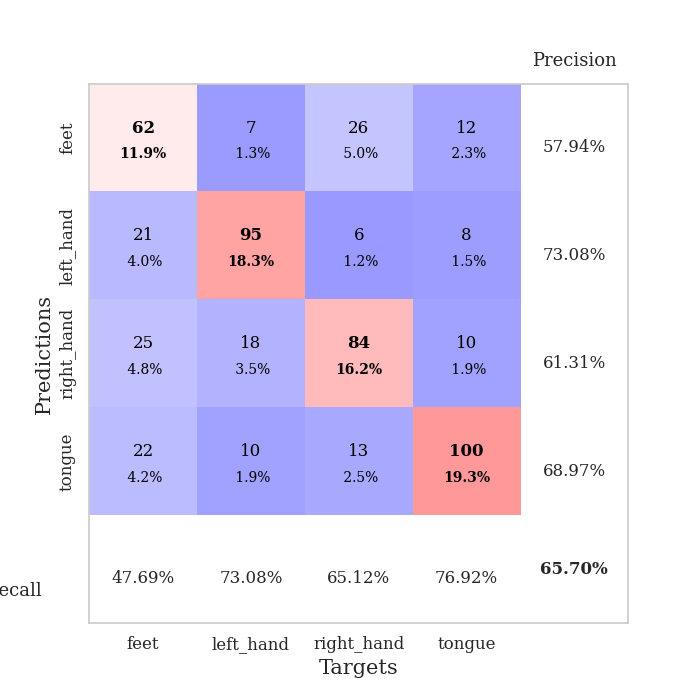 Precision
feet
62 7 26 12
11.9% 1.3% 5.0% 2.3%
57.94%
left_hand
21 95 6 8
4.0% 18.3% 1.2% 1.5%
73.08%
Predictions
right_hand
25 18 84 10
4.8% 3.5% 16.2% 1.9%
61.31%
tongue
22 10 13 100
4.2% 1.9% 2.5% 19.3%
68.97%
ecall
47.69% 73.08% 65.12% 76.92% 65.70%
feet left_hand right_hand tongue
Targets